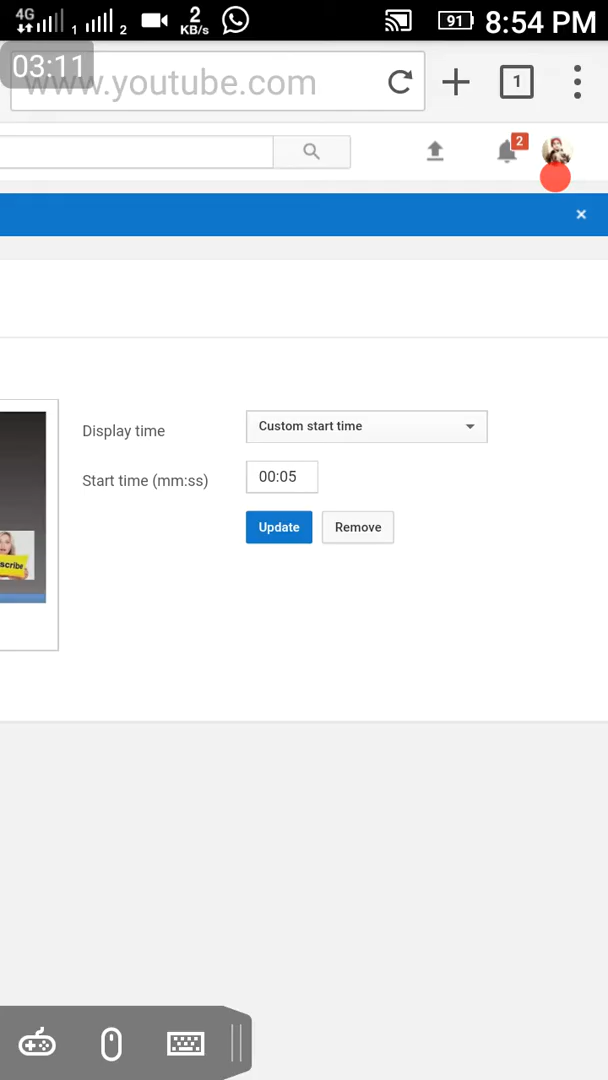 4G 1 2 2 KB/s 91 8:54 PM
03:11
www.youtube.com 1
2
×
Display time Custom start time
Start time (mm:ss) 00:05
scribe
Update Remove